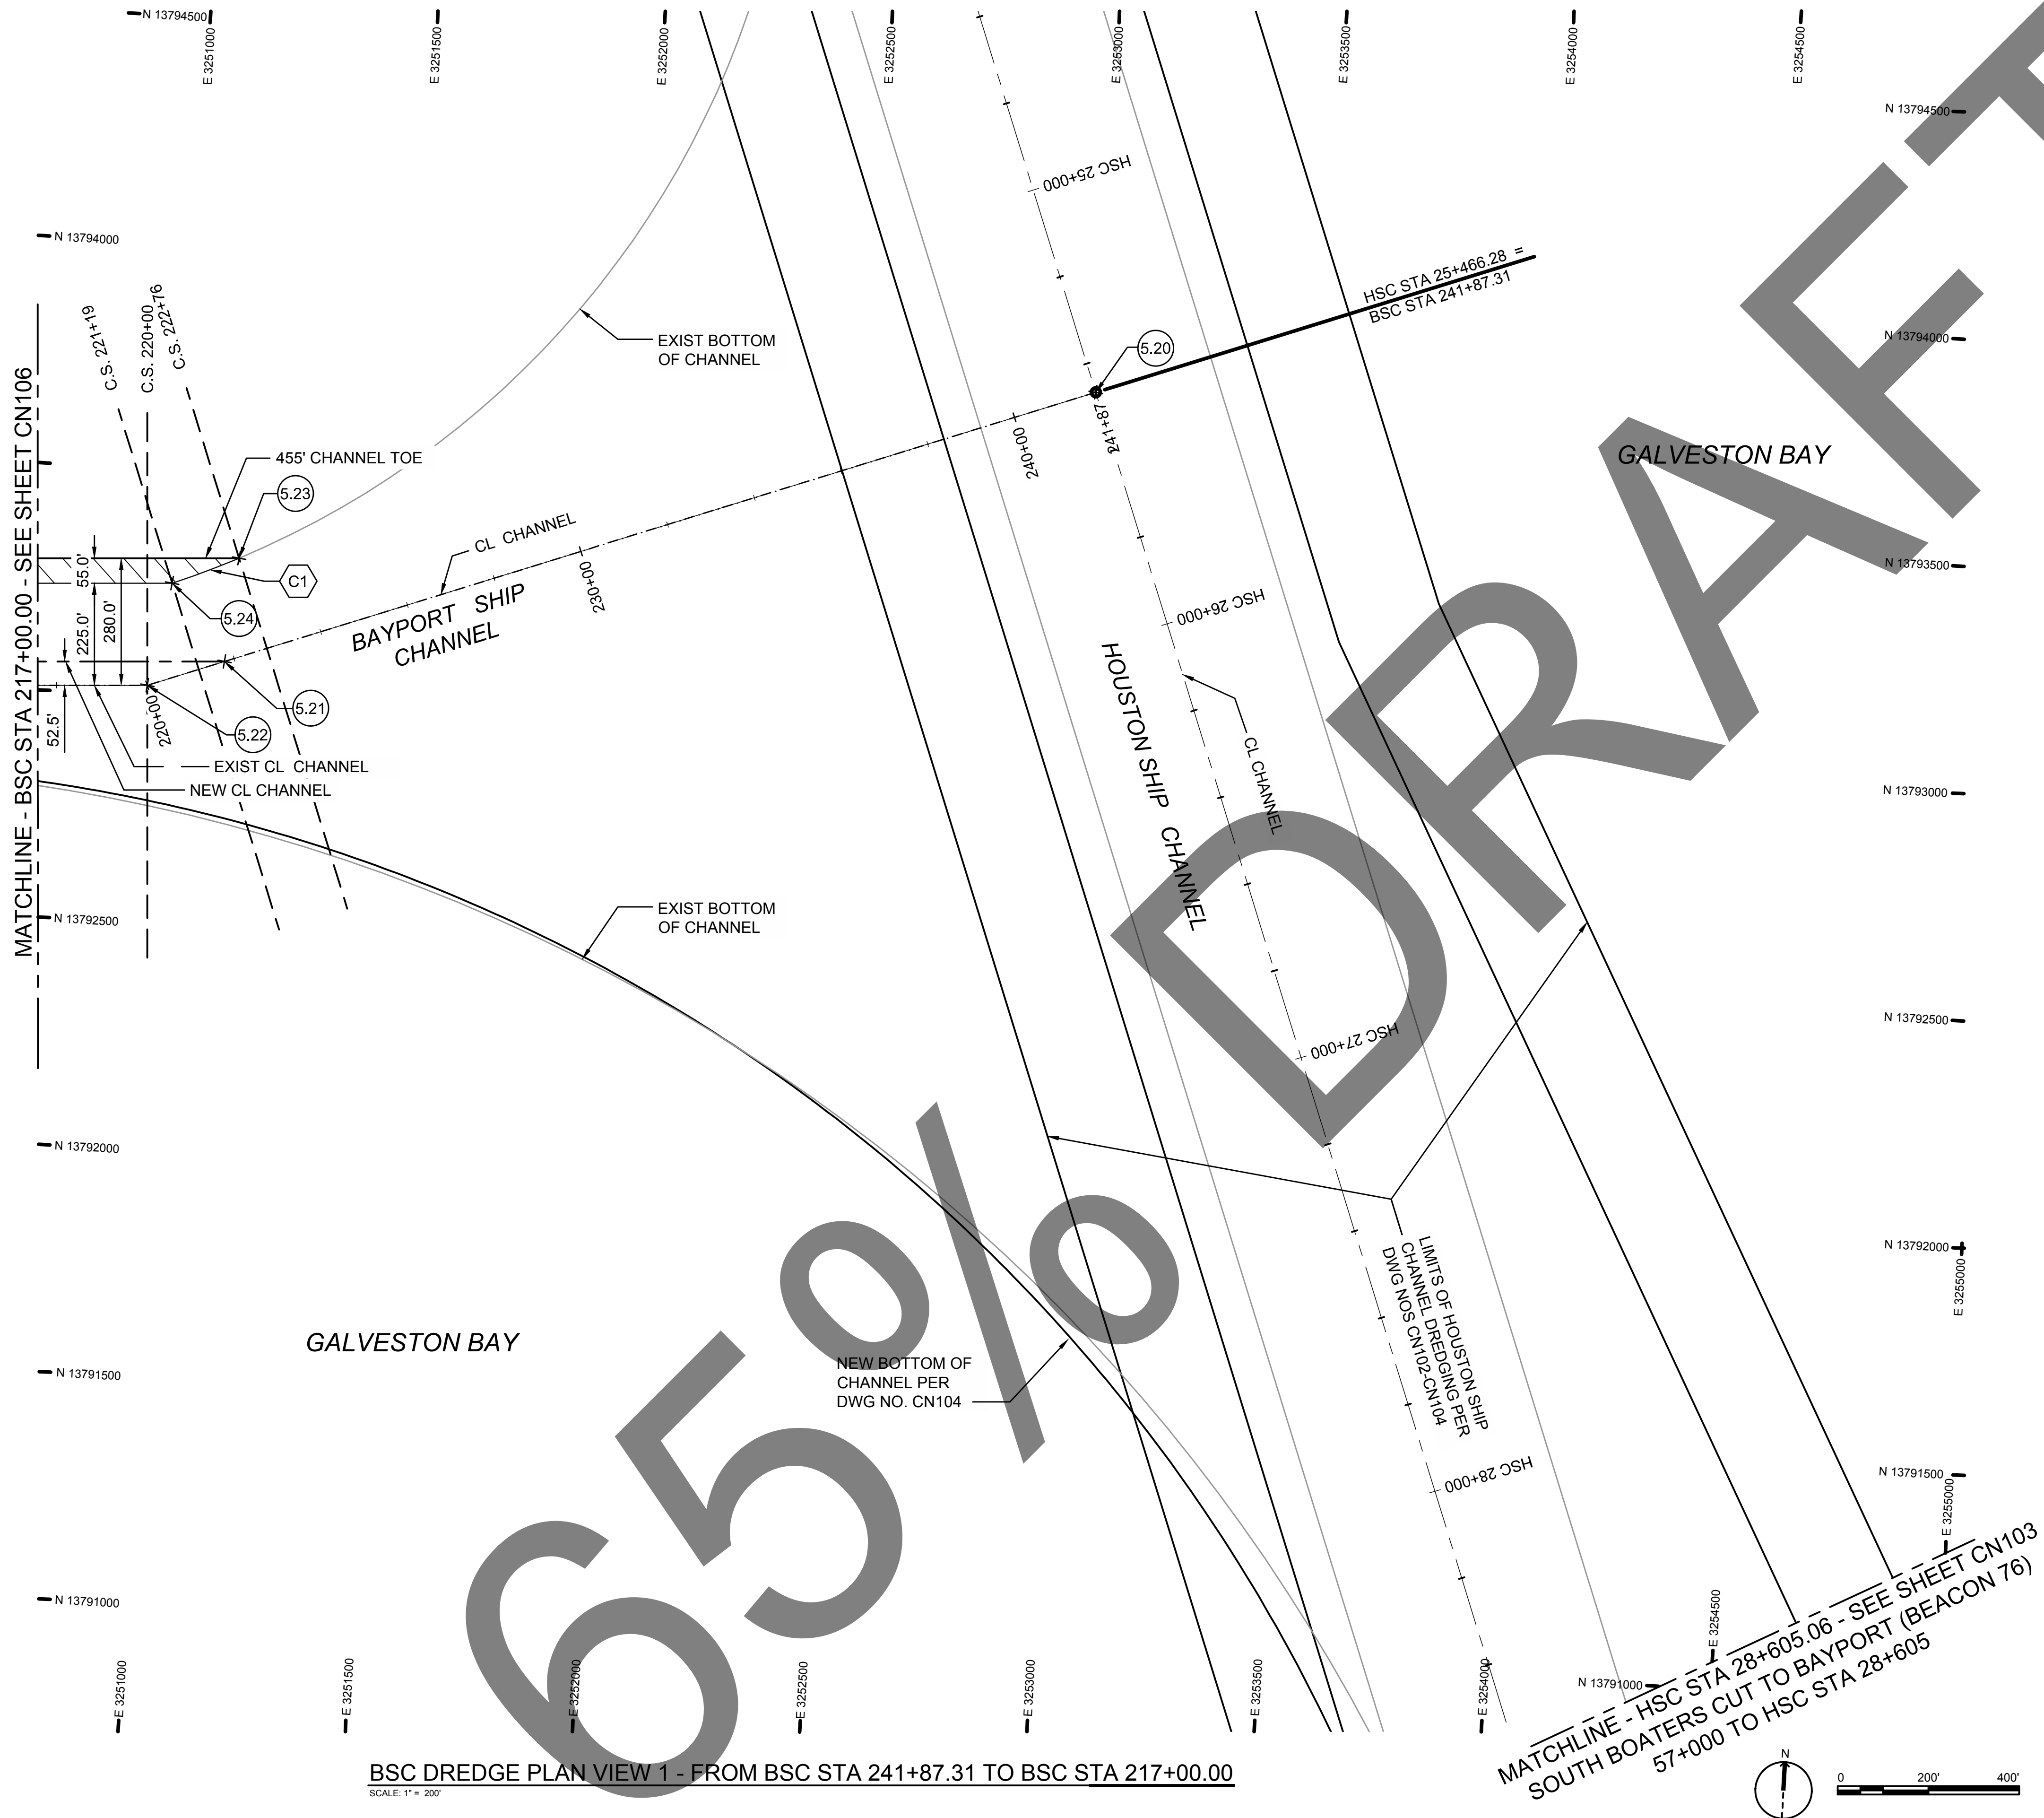 N 13794500
E 3251000
E 3251500
E 3252000
E 3252500
E 3253000
E 3253500
E 3254000
E 3254500
N 13794500
HSC 25+000
N 13794000
HSC STA 25+466.28 =
BSC STA 241+87.31
C.S. 221+19
C.S. 220+00
C.S. 222+76
EXIST BOTTOM
OF CHANNEL
5.20
N 13794000
241+87
240+00
MATCHLINE - BSC STA 217+00.00 - SEE SHEET CN106
455' CHANNEL TOE
5.23
GALVESTON BAY
CL CHANNEL
55.0'
C1
230+00
N 13793500
5.24
225.0'
280.0'
BAYPORT SHIP
CHANNEL
HSC 26+000
HOUSTON SHIP CHANNEL
CL CHANNEL
5.21
52.5'
220+00
5.22
EXIST CL CHANNEL
NEW CL CHANNEL
N 13793000
N 13792500
EXIST BOTTOM
OF CHANNEL
N 13792500
HSC 27+000
N 13792000
LIMITS OF HOUSTON SHIP
CHANNEL DREDGING PER
DWG NOS CN102-CN104
N 13792000
E 3255000
GALVESTON BAY
N 13791500
NEW BOTTOM OF
CHANNEL PER
DWG NO. CN104
HSC 28+000
N 13791500
E 3255000
N 13791000
E 3251000
E 3251500
E 3252000
E 3252500
E 3253000
E 3253500
E 3254000
E 3254500
N 13791000
MATCHLINE - HSC STA 28+605.06 - SEE SHEET CN103
SOUTH BOATERS CUT TO BAYPORT (BEACON 76)
57+000 TO HSC STA 28+605
65% DRAFT
BSC DREDGE PLAN VIEW 1 - FROM BSC STA 241+87.31 TO BSC STA 217+00.00
SCALE: 1" = 200'
N
0 200' 400'